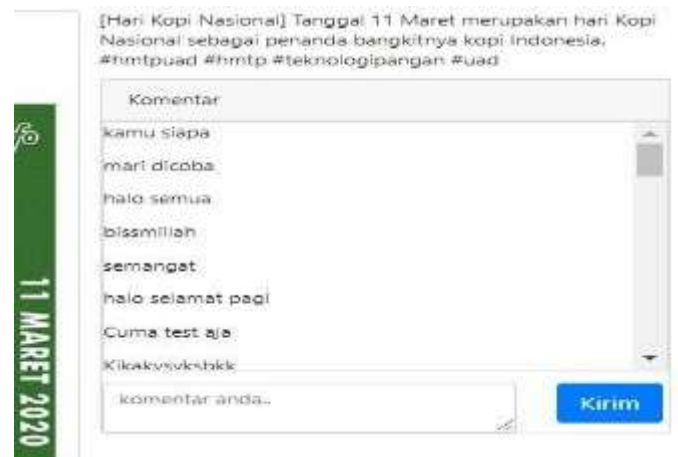 [Hari Kopi Nasional] Tanggal 11 Maret merupakan hari Kopi
Nasional sebagai penanda bangkitnya kopi Indonesia.
#hmtpuad #hmtp #teknologipangan #uad
Komentar
kamu siapa
mari dicoba
halo semua
bissmillah
semangat
halo selamat pagi
Cuma test aja
komentar anda..
Kirim
fo
11 MARET 2020